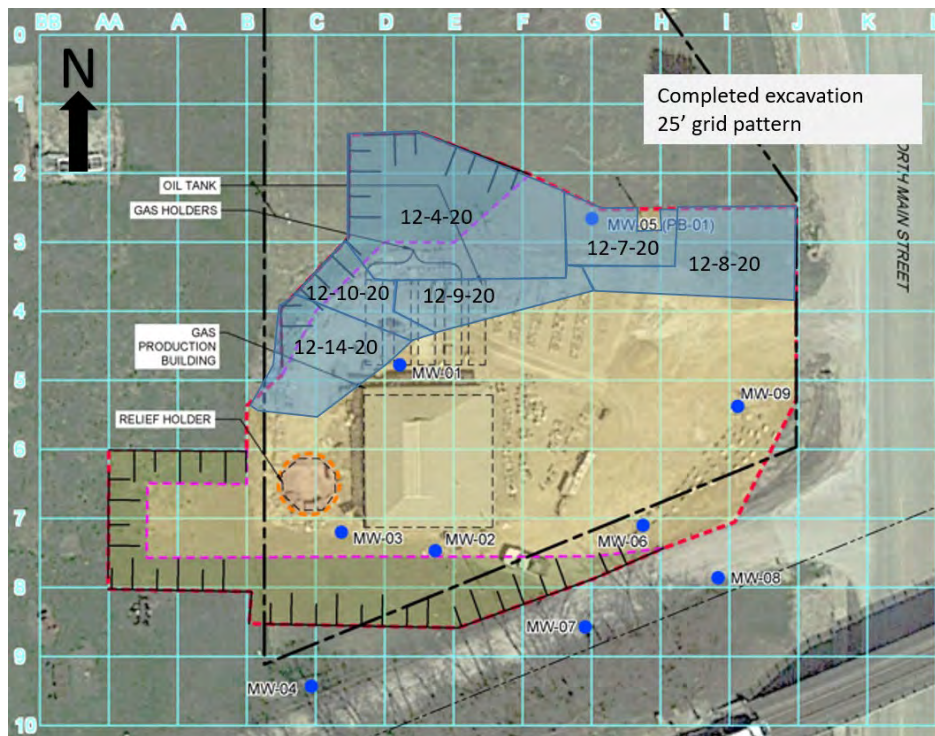 BB AA A B C D E F G H I J K
0
N
Completed excavation
25' grid pattern
1
ORTH MAIN STREET
2
OIL TANK
GAS HOLDERS
12-4-20
MW-05 (PB-01)
3
12-7-20
12-8-20
12-10-20
12-9-20
4
GAS
PRODUCTION
BUILDING
12-14-20
MW-01
5
MW-09
RELIEF HOLDER
6
7
MW-03
MW-02
MW-06
MW-08
8
MW-07
9
MW-04
10